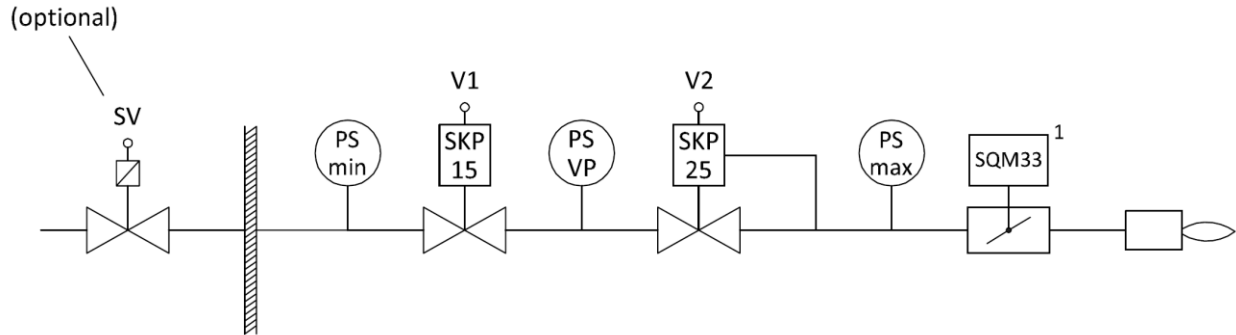 (optional)
SV
V1
V2
PS
min
SKP
15
PS
VP
SKP
25
PS
max
SQM33
1